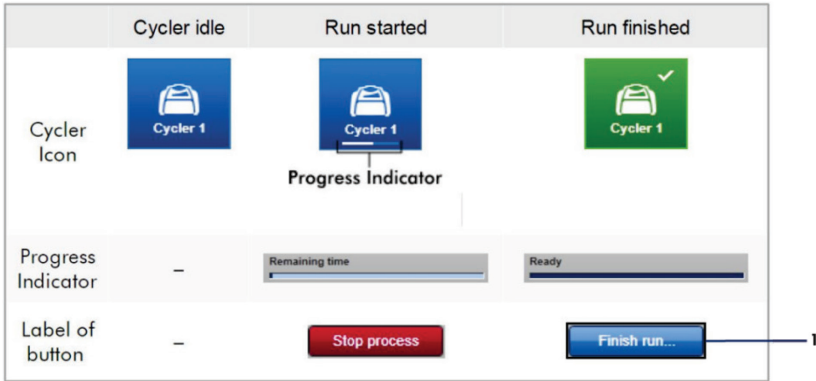 Cycler idle Run started Run finished
Cycler
Icon
Cycler 1
Cycler 1
Cycler 1
Progress Indicator
Progress
Indicator
–
Remaining time
Ready
Label of
button
–
Stop process
Finish run...
1